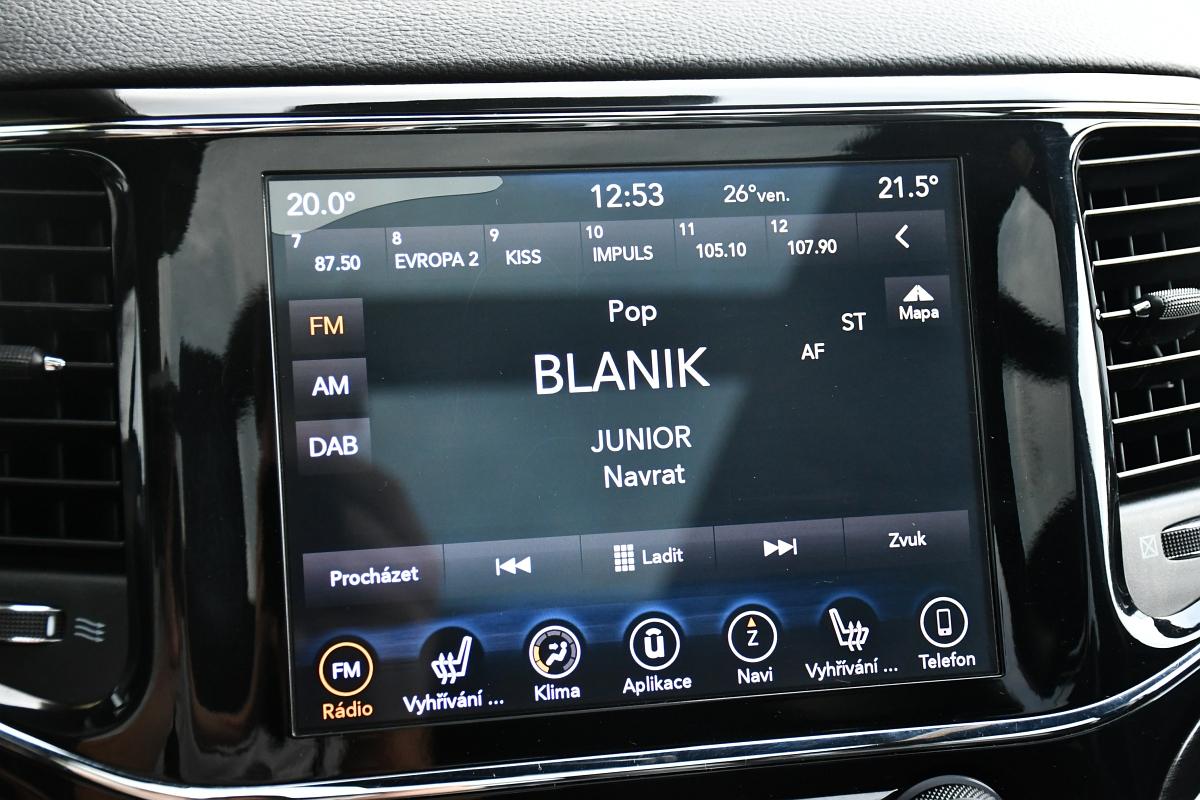 20.0° 12:53 26°ven. 21.5°
7 87.50 8 EVROPA 2 9 KISS 10 IMPULS 11 105.10 12 107.90
Mapa
Pop
FM
ST
AF
BLANIK
AM
JUNIOR
DAB
Navrat
Procházet Ladit Zvuk
FM
Rádio Vyhřívání ... Klima Aplikace Navi Vyhřívání ... Telefon